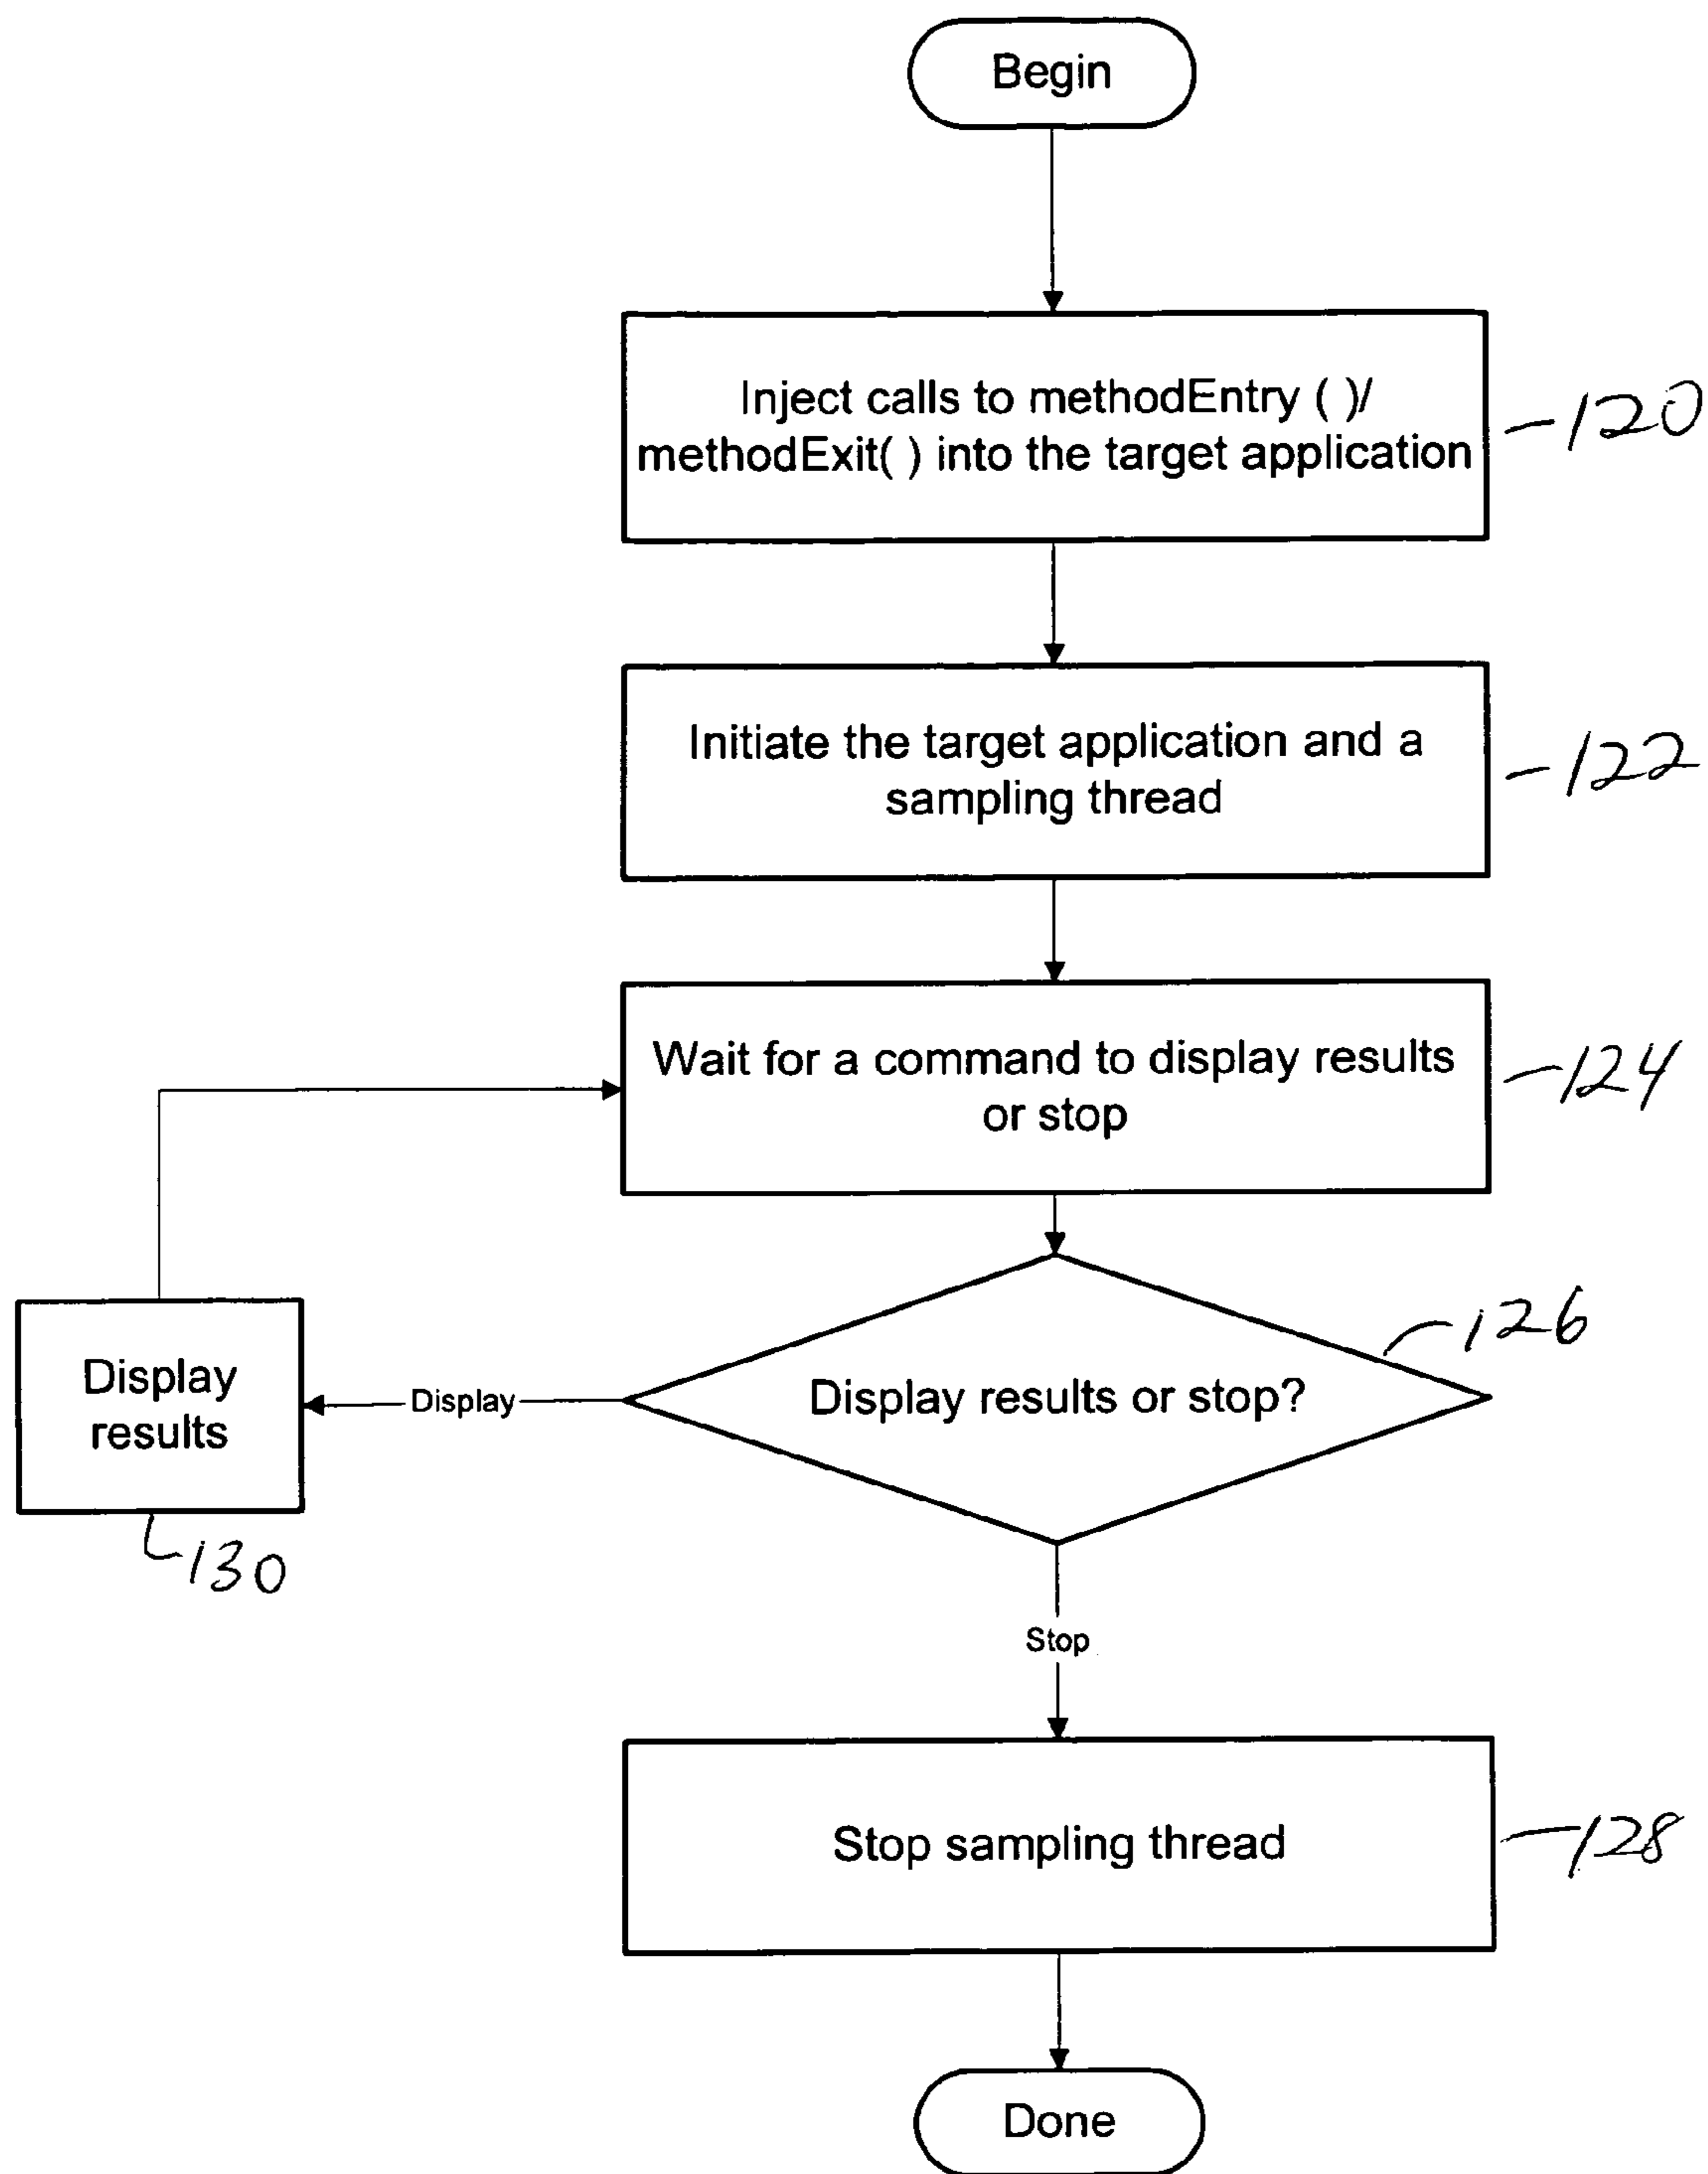 Begin
Inject calls to methodEntry ( )/
methodExit( ) into the target application
120
Initiate the target application and a
sampling thread
122
Wait for a command to display results
or stop
124
126
Display results or stop?
Display
Display
results
130
Stop
Stop sampling thread
128
Done